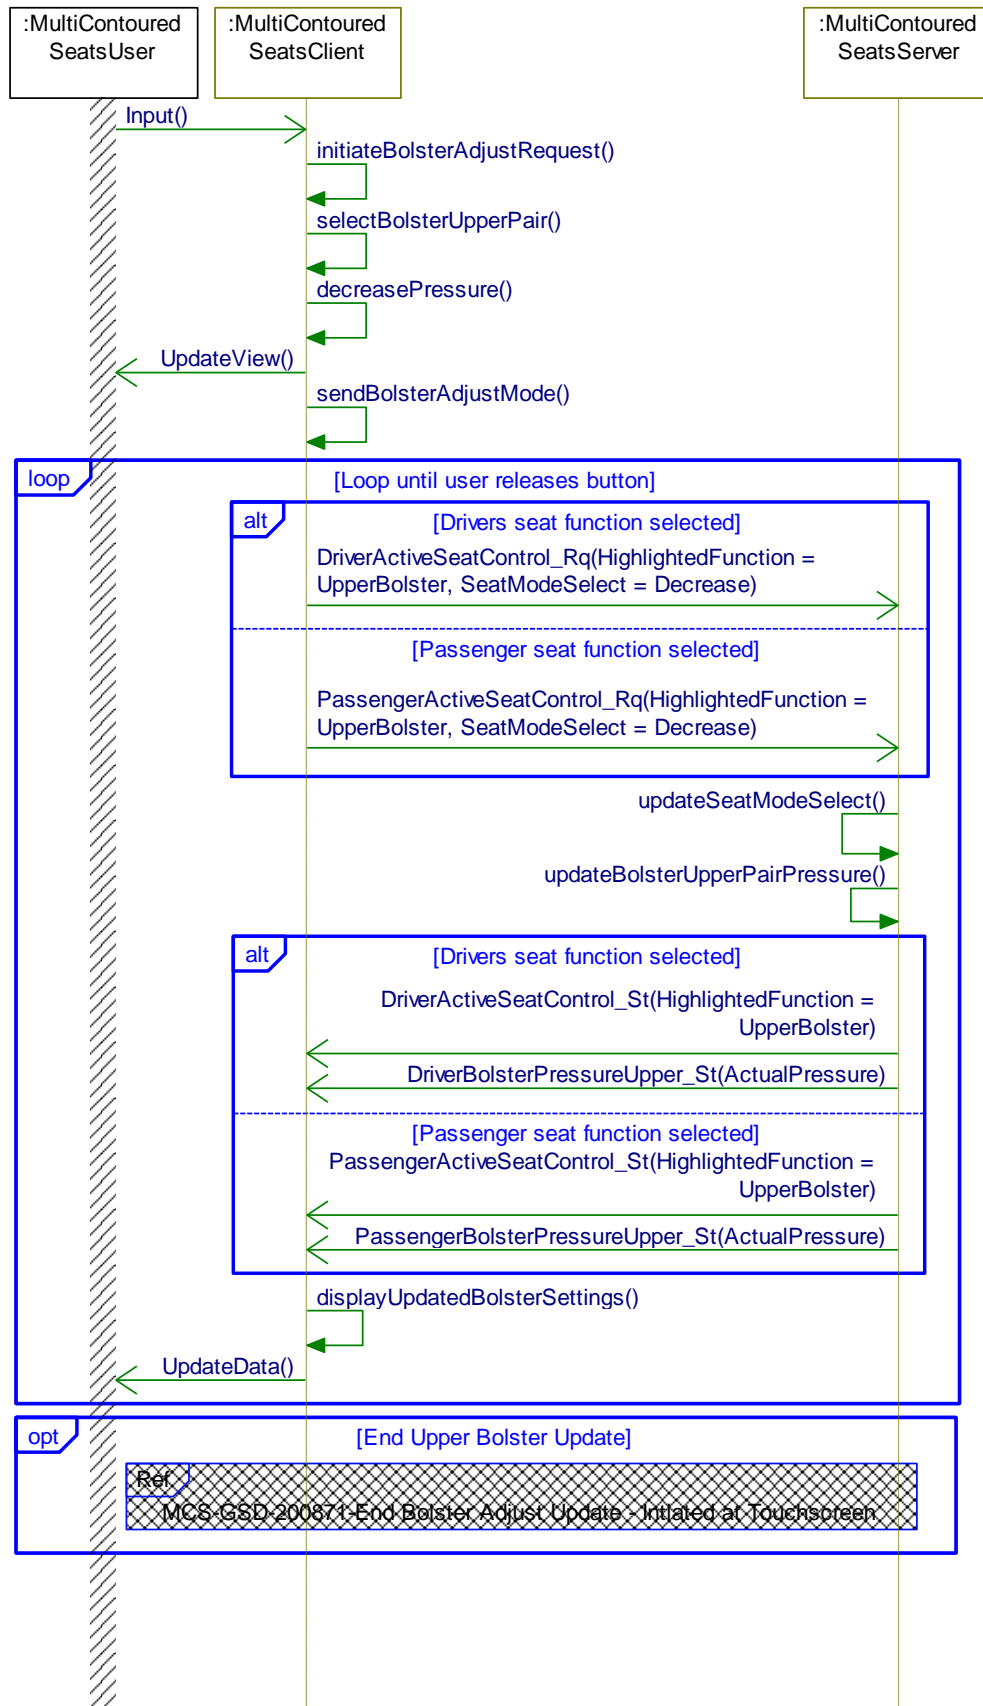 :MultiContoured
SeatsUser
:MultiContoured
SeatsClient
:MultiContoured
SeatsServer
Input()
initiateBolsterAdjustRequest()
selectBolsterUpperPair()
decreasePressure()
UpdateView()
sendBolsterAdjustMode()
loop
[Loop until user releases button]
alt
[Drivers seat function selected]
DriverActiveSeatControl_Rq(HighlightedFunction =
UpperBolster, SeatModeSelect = Decrease)
[Passenger seat function selected]
PassengerActiveSeatControl_Rq(HighlightedFunction =
UpperBolster, SeatModeSelect = Decrease)
updateSeatModeSelect()
updateBolsterUpperPairPressure()
alt
[Drivers seat function selected]
DriverActiveSeatControl_St(HighlightedFunction =
UpperBolster)
DriverBolsterPressureUpper_St(ActualPressure)
[Passenger seat function selected]
PassengerActiveSeatControl_St(HighlightedFunction =
UpperBolster)
PassengerBolsterPressureUpper_St(ActualPressure)
displayUpdatedBolsterSettings()
UpdateData()
opt
[End Upper Bolster Update]
Ref
MCS-GSD-200871-End Bolster Adjust Update - Intiated at Touchscreen